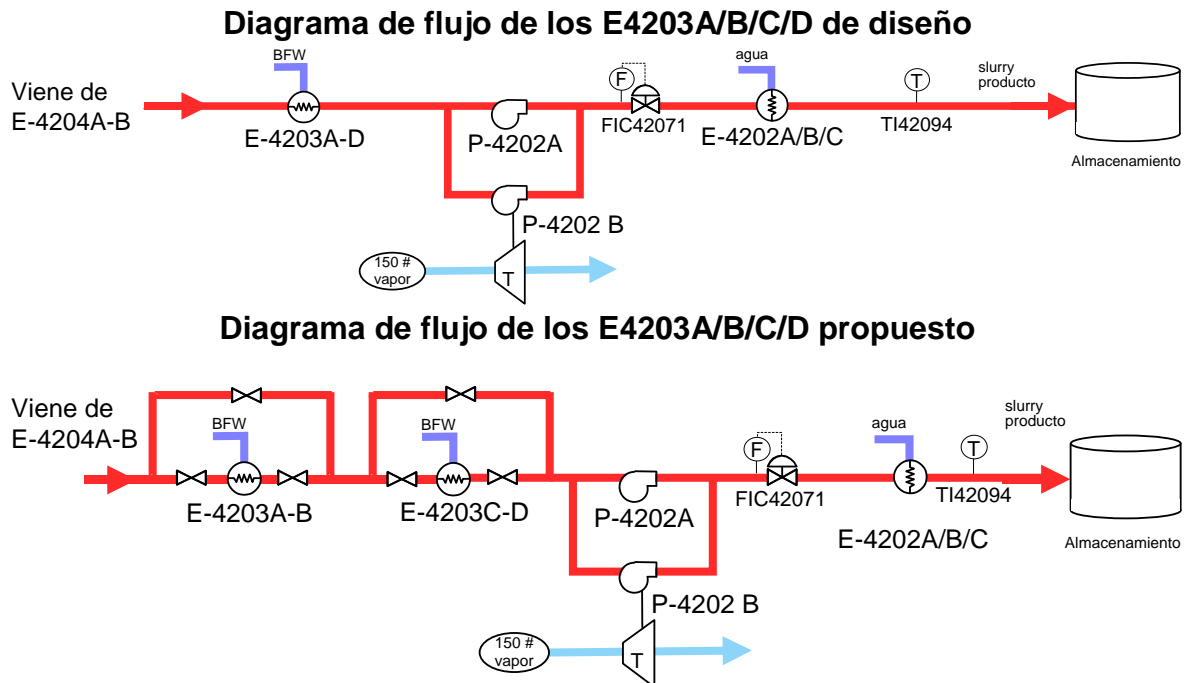 Diagrama de flujo de los E4203A/B/C/D de diseño
BFW
agua
slurry
producto
Viene de
E-4204A-B
F
T
E-4203A-D
P-4202A
FIC42071
E-4202A/B/C
TI42094
Almacenamiento
P-4202 B
150 #
vapor
T
Diagrama de flujo de los E4203A/B/C/D propuesto
Viene de
E-4204A-B
BFW
BFW
agua
slurry
producto
F
T
E-4203A-B
E-4203C-D
P-4202A
FIC42071
TI42094
E-4202A/B/C
Almacenamiento
P-4202 B
150 #
vapor
T